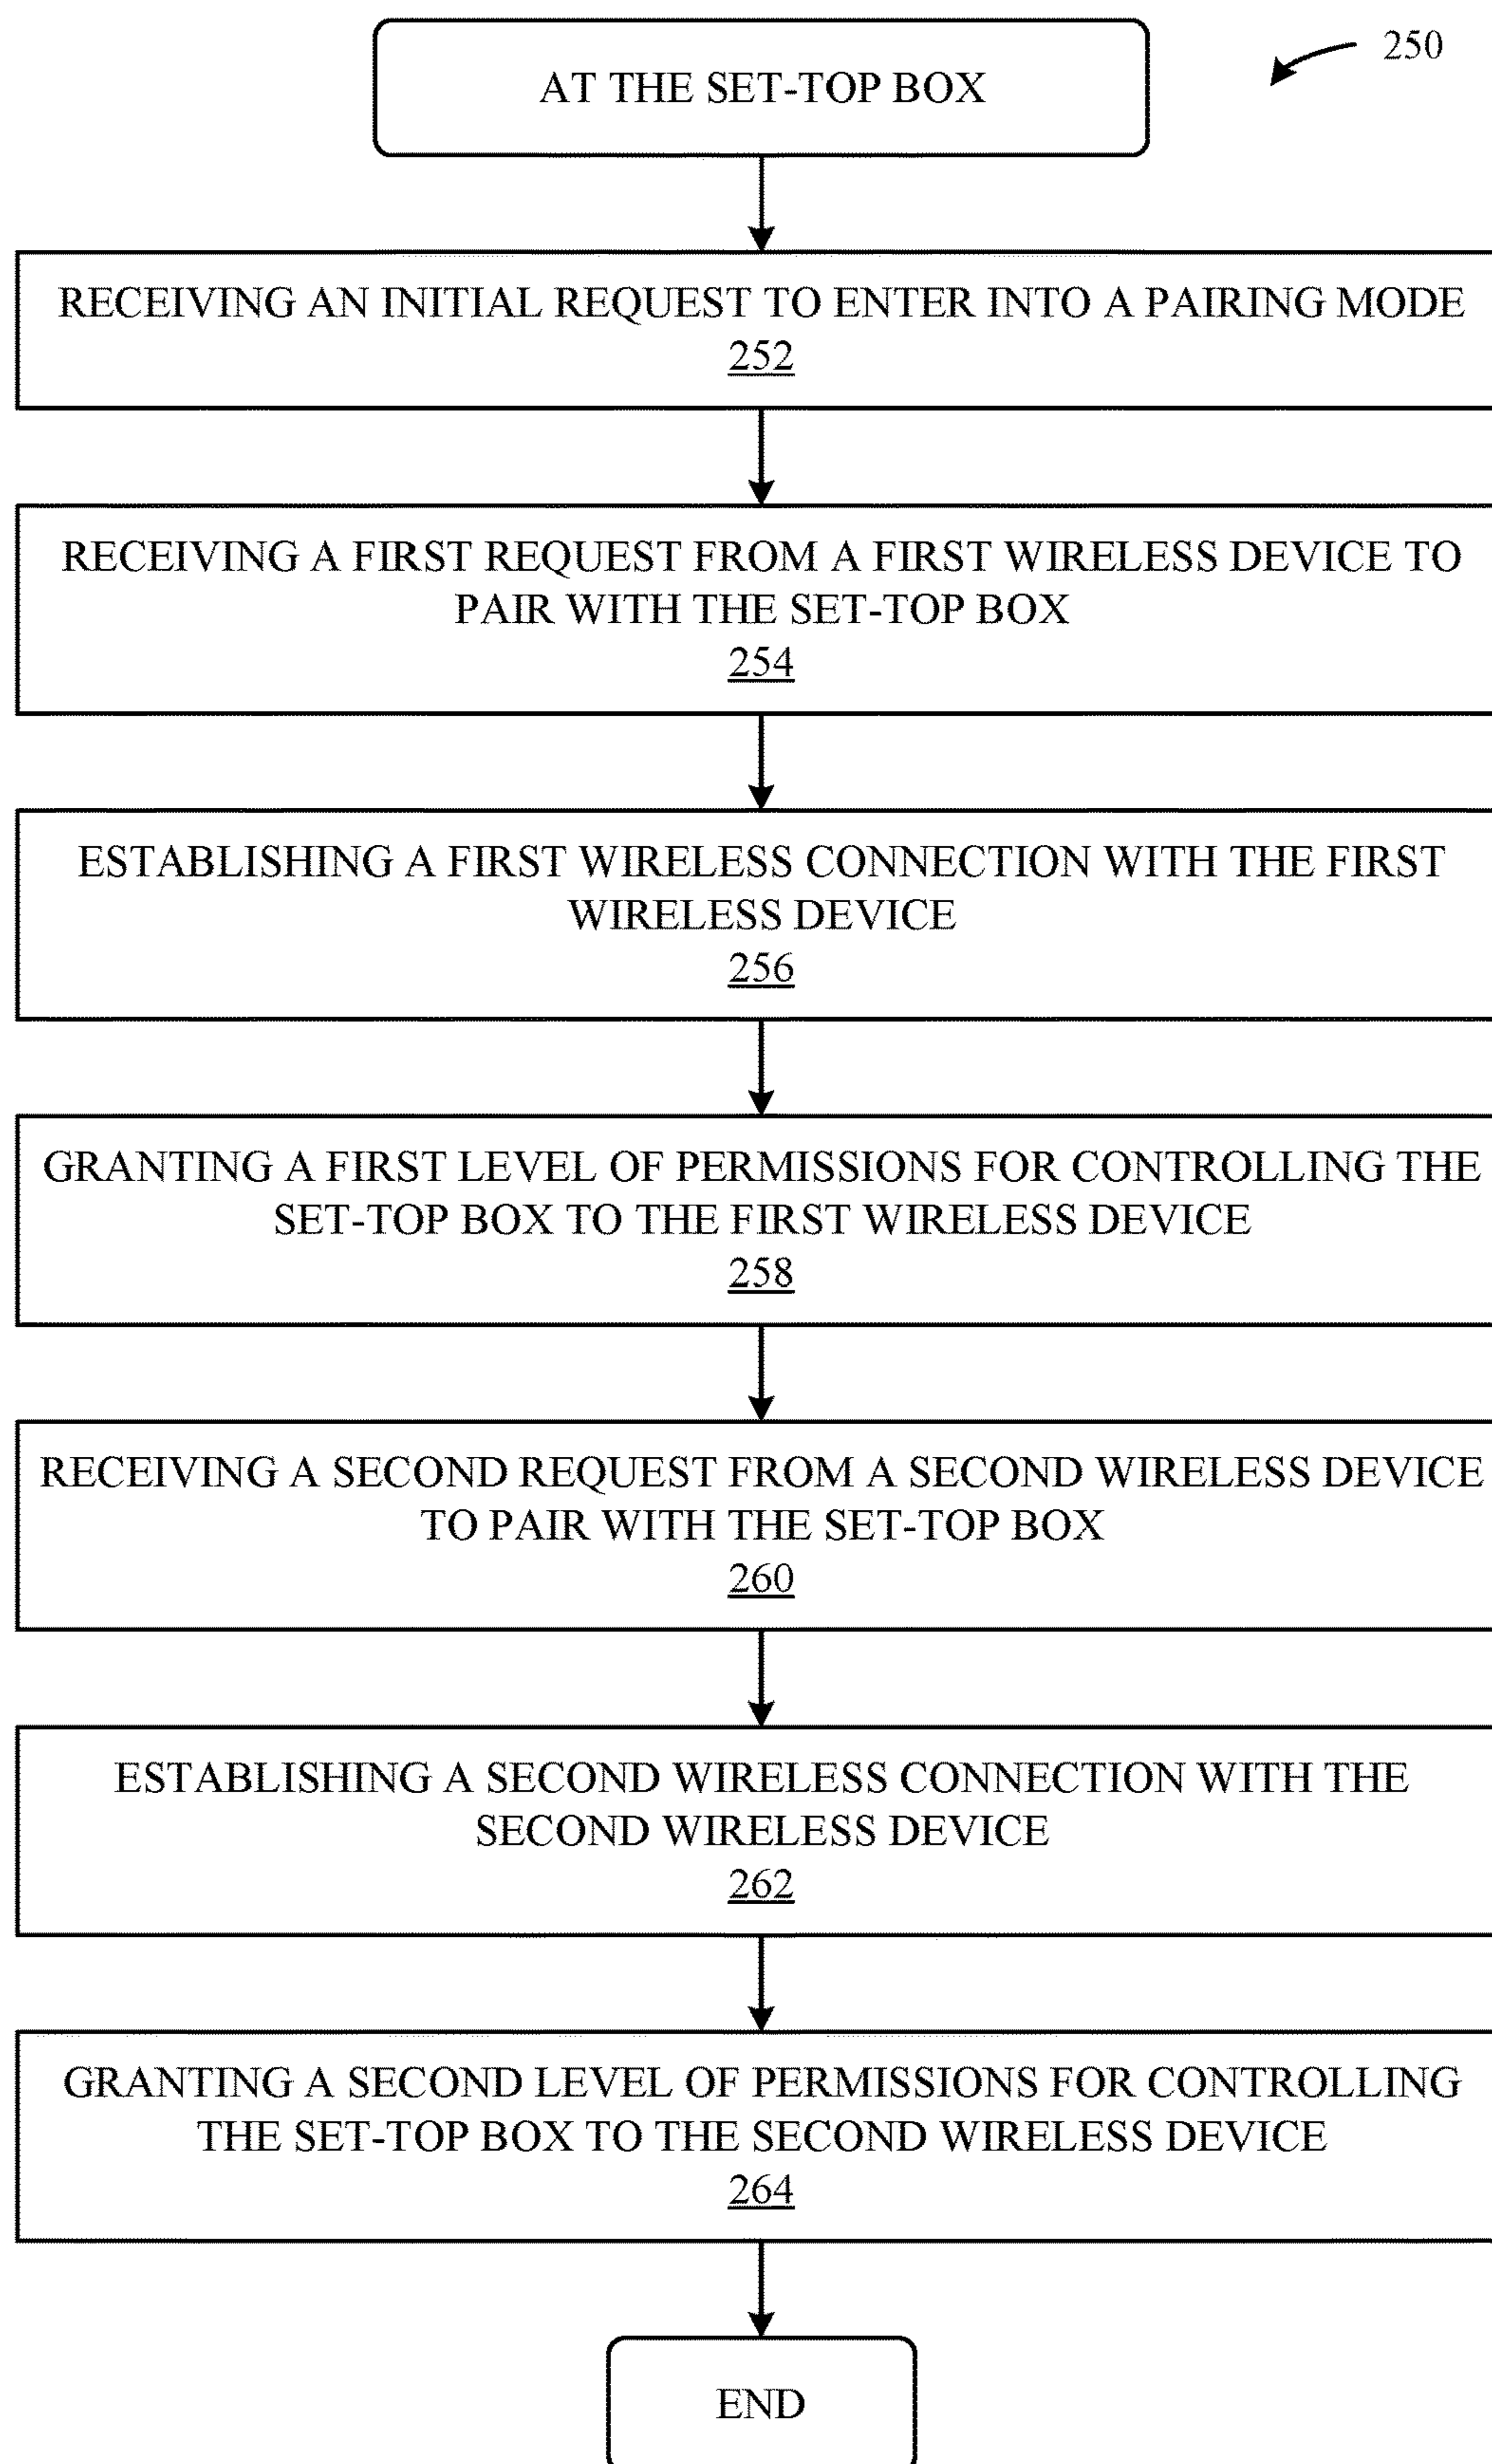 AT THE SET-TOP BOX
250
RECEIVING AN INITIAL REQUEST TO ENTER INTO A PAIRING MODE
252
RECEIVING A FIRST REQUEST FROM A FIRST WIRELESS DEVICE TO
PAIR WITH THE SET-TOP BOX
254
ESTABLISHING A FIRST WIRELESS CONNECTION WITH THE FIRST
WIRELESS DEVICE
256
GRANTING A FIRST LEVEL OF PERMISSIONS FOR CONTROLLING THE
SET-TOP BOX TO THE FIRST WIRELESS DEVICE
258
RECEIVING A SECOND REQUEST FROM A SECOND WIRELESS DEVICE
TO PAIR WITH THE SET-TOP BOX
260
ESTABLISHING A SECOND WIRELESS CONNECTION WITH THE
SECOND WIRELESS DEVICE
262
GRANTING A SECOND LEVEL OF PERMISSIONS FOR CONTROLLING
THE SET-TOP BOX TO THE SECOND WIRELESS DEVICE
264
END